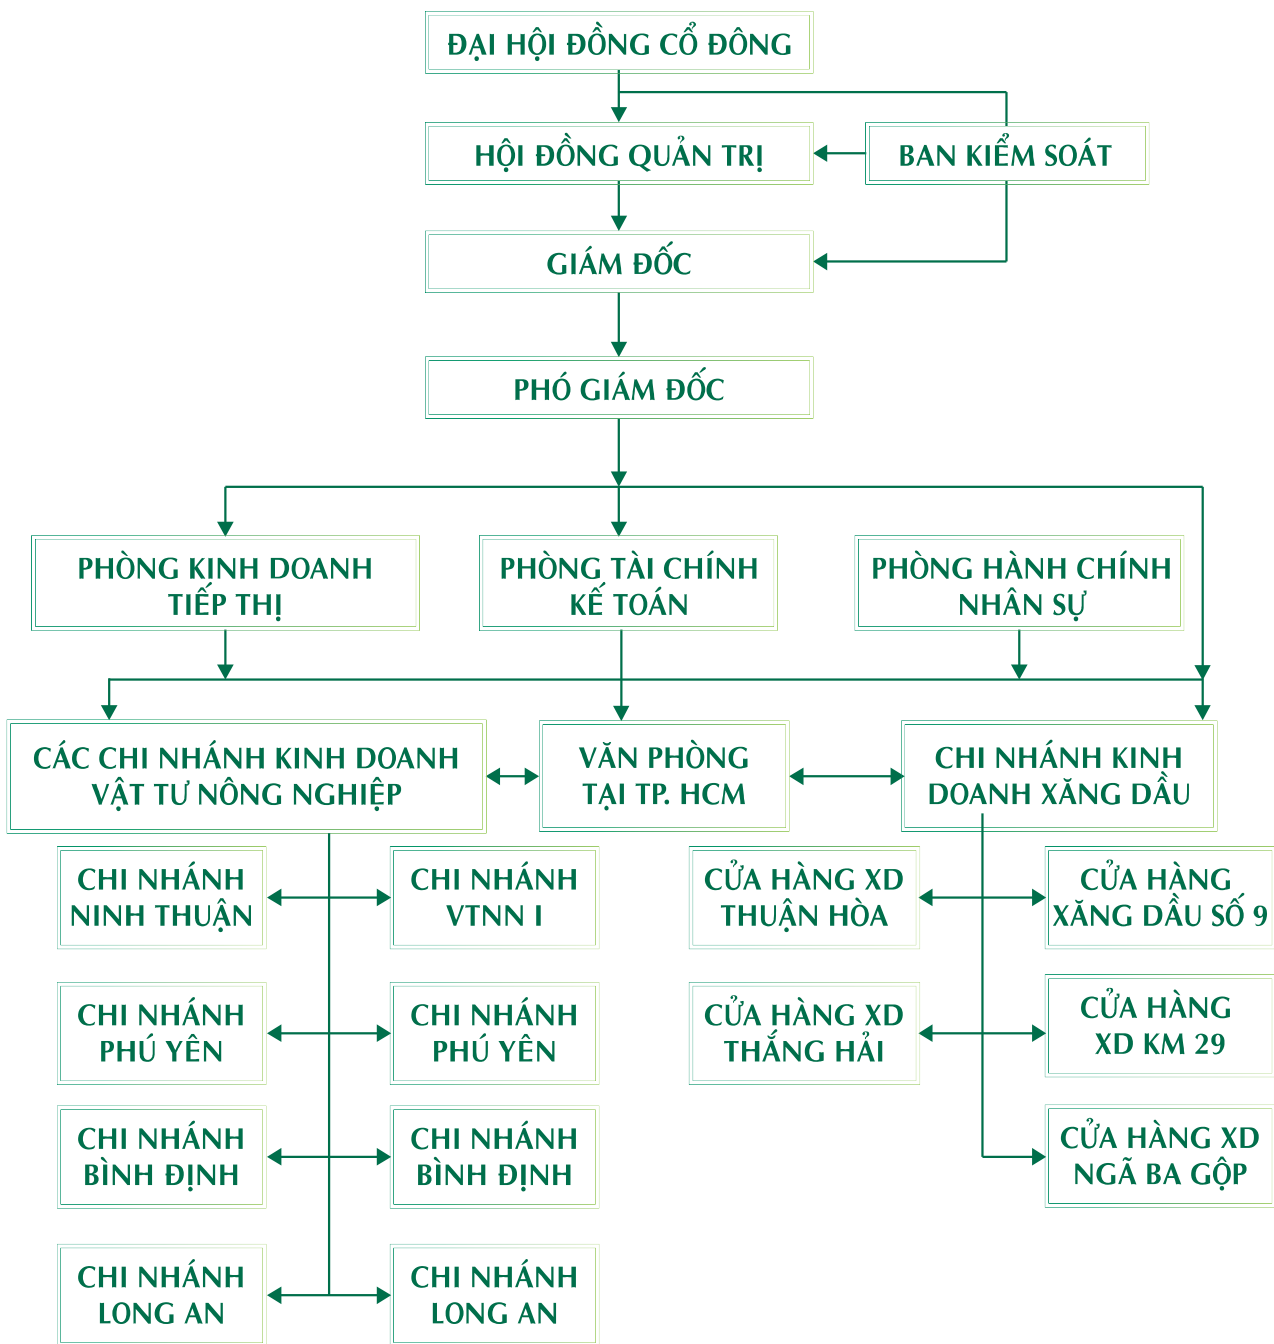 ĐẠI HỘI ĐỒNG CỔ ĐÔNG
HỘI ĐỒNG QUẢN TRỊ
BAN KIỂM SOÁT
GIÁM ĐỐC
PHÓ GIÁM ĐỐC
PHÒNG KINH DOANH
TIẾP THỊ
PHÒNG TÀI CHÍNH
KẾ TOÁN
PHÒNG HÀNH CHÍNH
NHÂN SỰ
CÁC CHI NHÁNH KINH DOANH
VẬT TƯ NÔNG NGHIỆP
VĂN PHÒNG
TẠI TP. HCM
CHI NHÁNH KINH
DOANH XĂNG DẦU
CHI NHÁNH
NINH THUẬN
CHI NHÁNH
VTNN I
CỬA HÀNG XD
THUẬN HÒA
CỬA HÀNG
XĂNG DẦU SỐ 9
CHI NHÁNH
PHÚ YÊN
CHI NHÁNH
PHÚ YÊN
CỬA HÀNG XD
THẮNG HẢI
CỬA HÀNG
XD KM 29
CHI NHÁNH
BÌNH ĐỊNH
CHI NHÁNH
BÌNH ĐỊNH
CỬA HÀNG XD
NGÃ BA GỘP
CHI NHÁNH
LONG AN
CHI NHÁNH
LONG AN